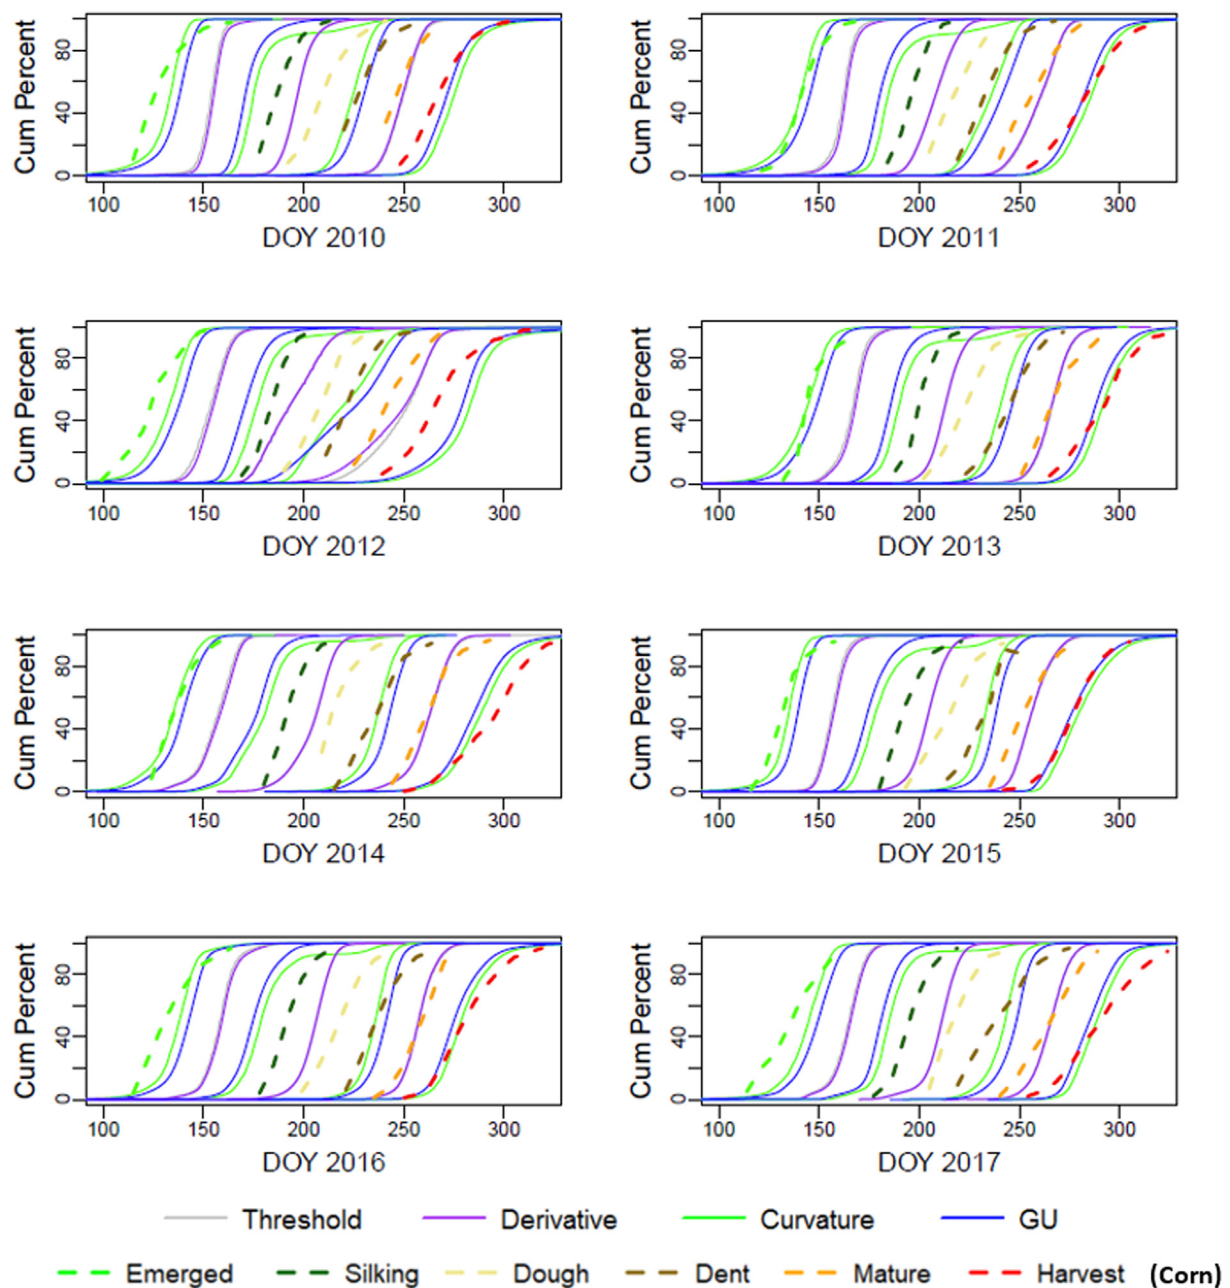 Cum Percent
0 40 80
100 150 200 250 300
DOY 2010
Cum Percent
0 40 80
100 150 200 250 300
DOY 2011
Cum Percent
0 40 80
100 150 200 250 300
DOY 2012
Cum Percent
0 40 80
100 150 200 250 300
DOY 2013
Cum Percent
0 40 80
100 150 200 250 300
DOY 2014
Cum Percent
0 40 80
100 150 200 250 300
DOY 2015
Cum Percent
0 40 80
100 150 200 250 300
DOY 2016
Cum Percent
0 40 80
100 150 200 250 300
DOY 2017
Threshold Derivative Curvature GU
Emerged Silking Dough Dent Mature Harvest (Corn)